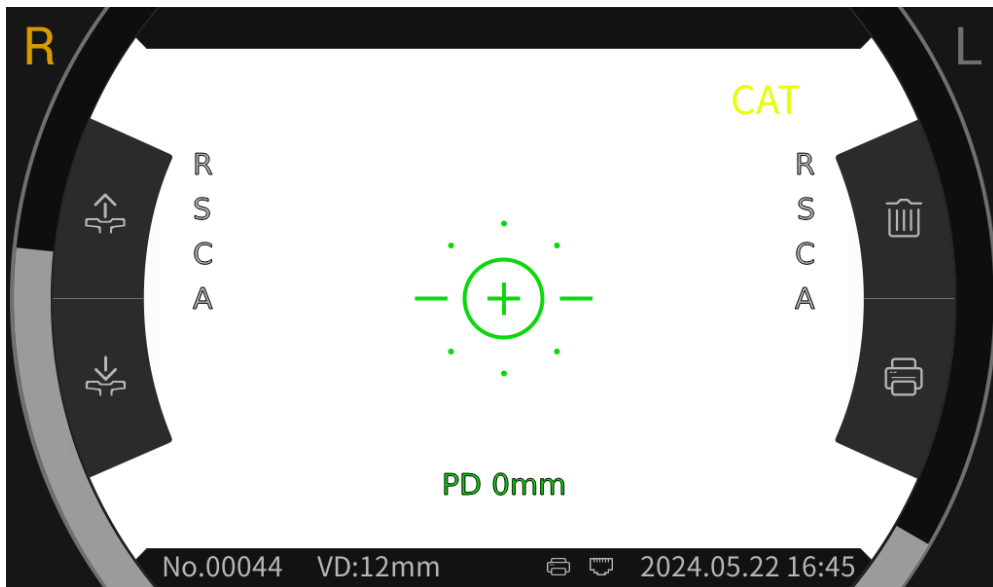 R L
CAT
R R
S S
C C
A A
PD 0mm
No.00044 VD:12mm 2024.05.22 16:45